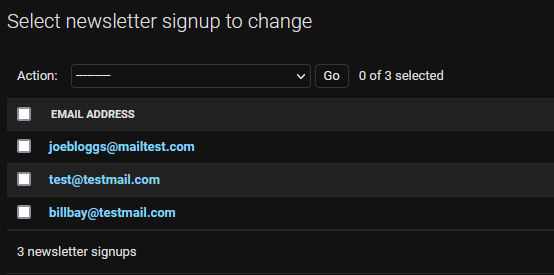 Select newsletter signup to change
Action: --------- Go 0 of 3 selected
EMAIL ADDRESS
joebloggs@mailtest.com
test@testmail.com
billbay@testmail.com
3 newsletter signups